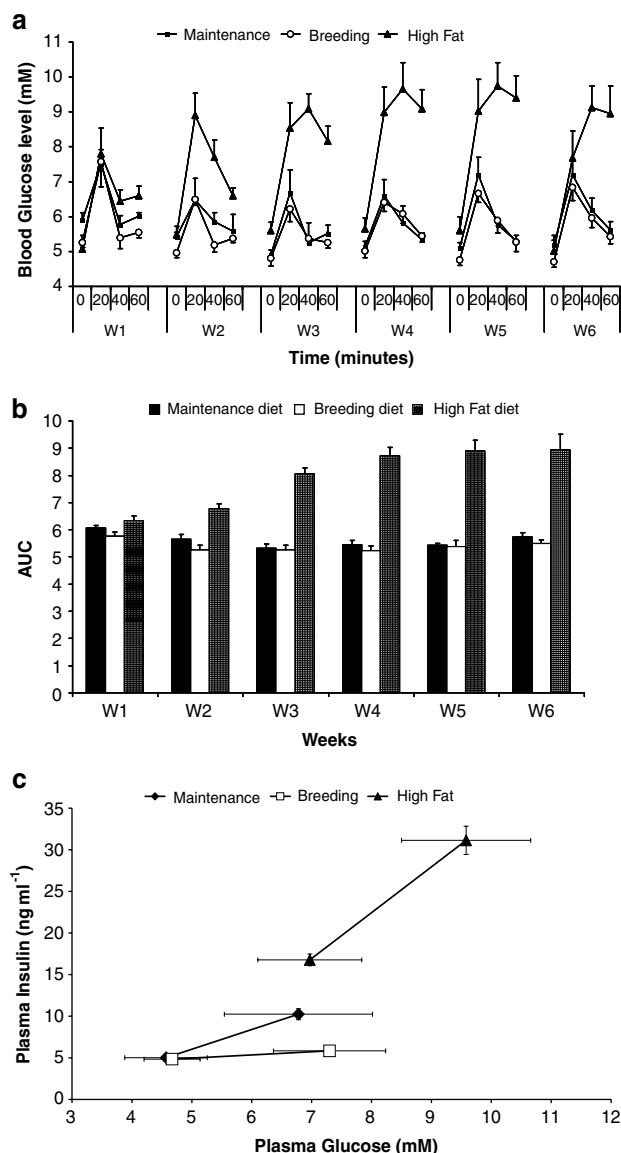 a
Maintenance Breeding High Fat
Blood Glucose level (mM)
11
10
9
8
7
6
5
4
0 20 40 60 0 20 40 60 0 20 40 60 0 20 40 60 0 20 40 60 0 20 40 60
W1 W2 W3 W4 W5 W6
Time (minutes)
b
Maintenance diet Breeding diet High Fat diet
AUC
10
9
8
7
6
5
4
3
2
1
0
W1 W2 W3 W4 W5 W6
Weeks
c
Maintenance Breeding High Fat
Plasma Insulin (ng ml⁻¹)
35
30
25
20
15
10
5
0
3 4 5 6 7 8 9 10 11 12
Plasma Glucose (mM)